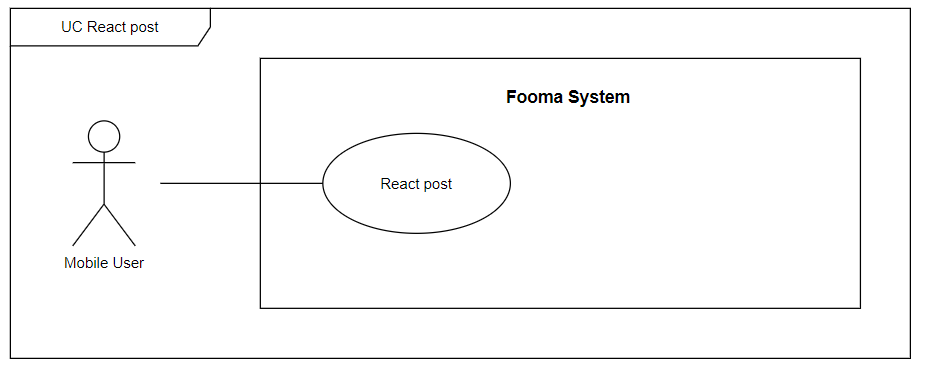 UC React post
Fooma System
React post
Mobile User